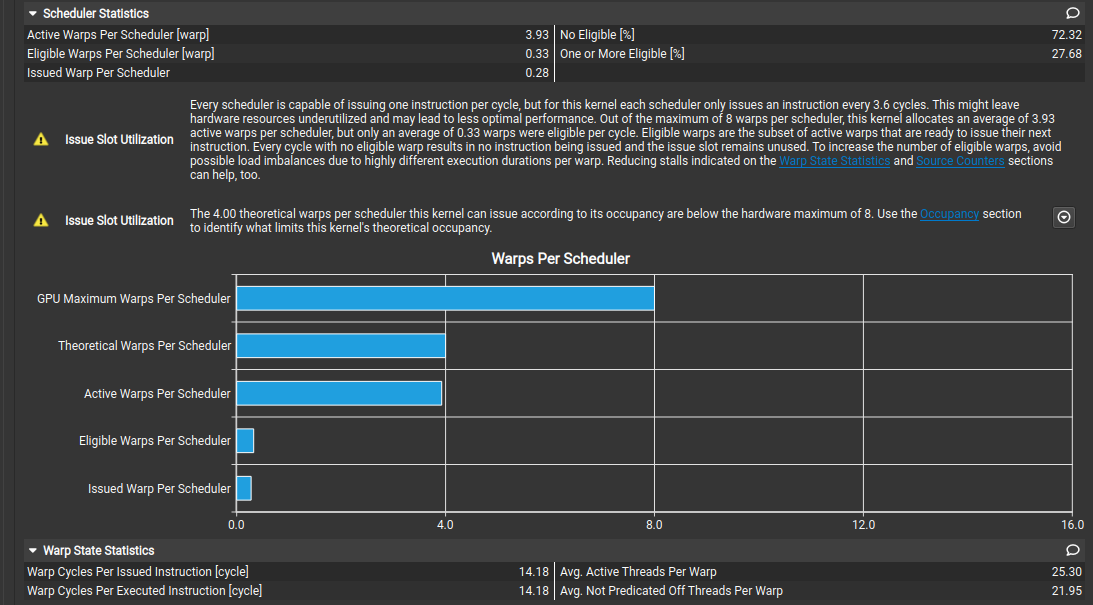 Scheduler Statistics
Active Warps Per Scheduler [warp] 3.93 No Eligible [%] 72.32
Eligible Warps Per Scheduler [warp] 0.33 One or More Eligible [%] 27.68
Issued Warp Per Scheduler 0.28
Every scheduler is capable of issuing one instruction per cycle, but for this kernel each scheduler only issues an instruction every 3.6 cycles. This might leave
hardware resources underutilized and may lead to less optimal performance. Out of the maximum of 8 warps per scheduler, this kernel allocates an average of 3.93
Issue Slot Utilization active warps per scheduler, but only an average of 0.33 warps were eligible per cycle. Eligible warps are the subset of active warps that are ready to issue their next
instruction. Every cycle with no eligible warp results in no instruction being issued and the issue slot remains unused. To increase the number of eligible warps, avoid
possible load imbalances due to highly different execution durations per warp. Reducing stalls indicated on the Warp State Statistics and Source Counters sections
can help, too.
Issue Slot Utilization The 4.00 theoretical warps per scheduler this kernel can issue according to its occupancy are below the hardware maximum of 8. Use the Occupancy section
to identify what limits this kernel's theoretical occupancy.
Warps Per Scheduler
GPU Maximum Warps Per Scheduler
Theoretical Warps Per Scheduler
Active Warps Per Scheduler
Eligible Warps Per Scheduler
Issued Warp Per Scheduler
0.0 4.0 8.0 12.0 16.0
Warp State Statistics
Warp Cycles Per Issued Instruction [cycle] 14.18 Avg. Active Threads Per Warp 25.30
Warp Cycles Per Executed Instruction [cycle] 14.18 Avg. Not Predicated Off Threads Per Warp 21.95